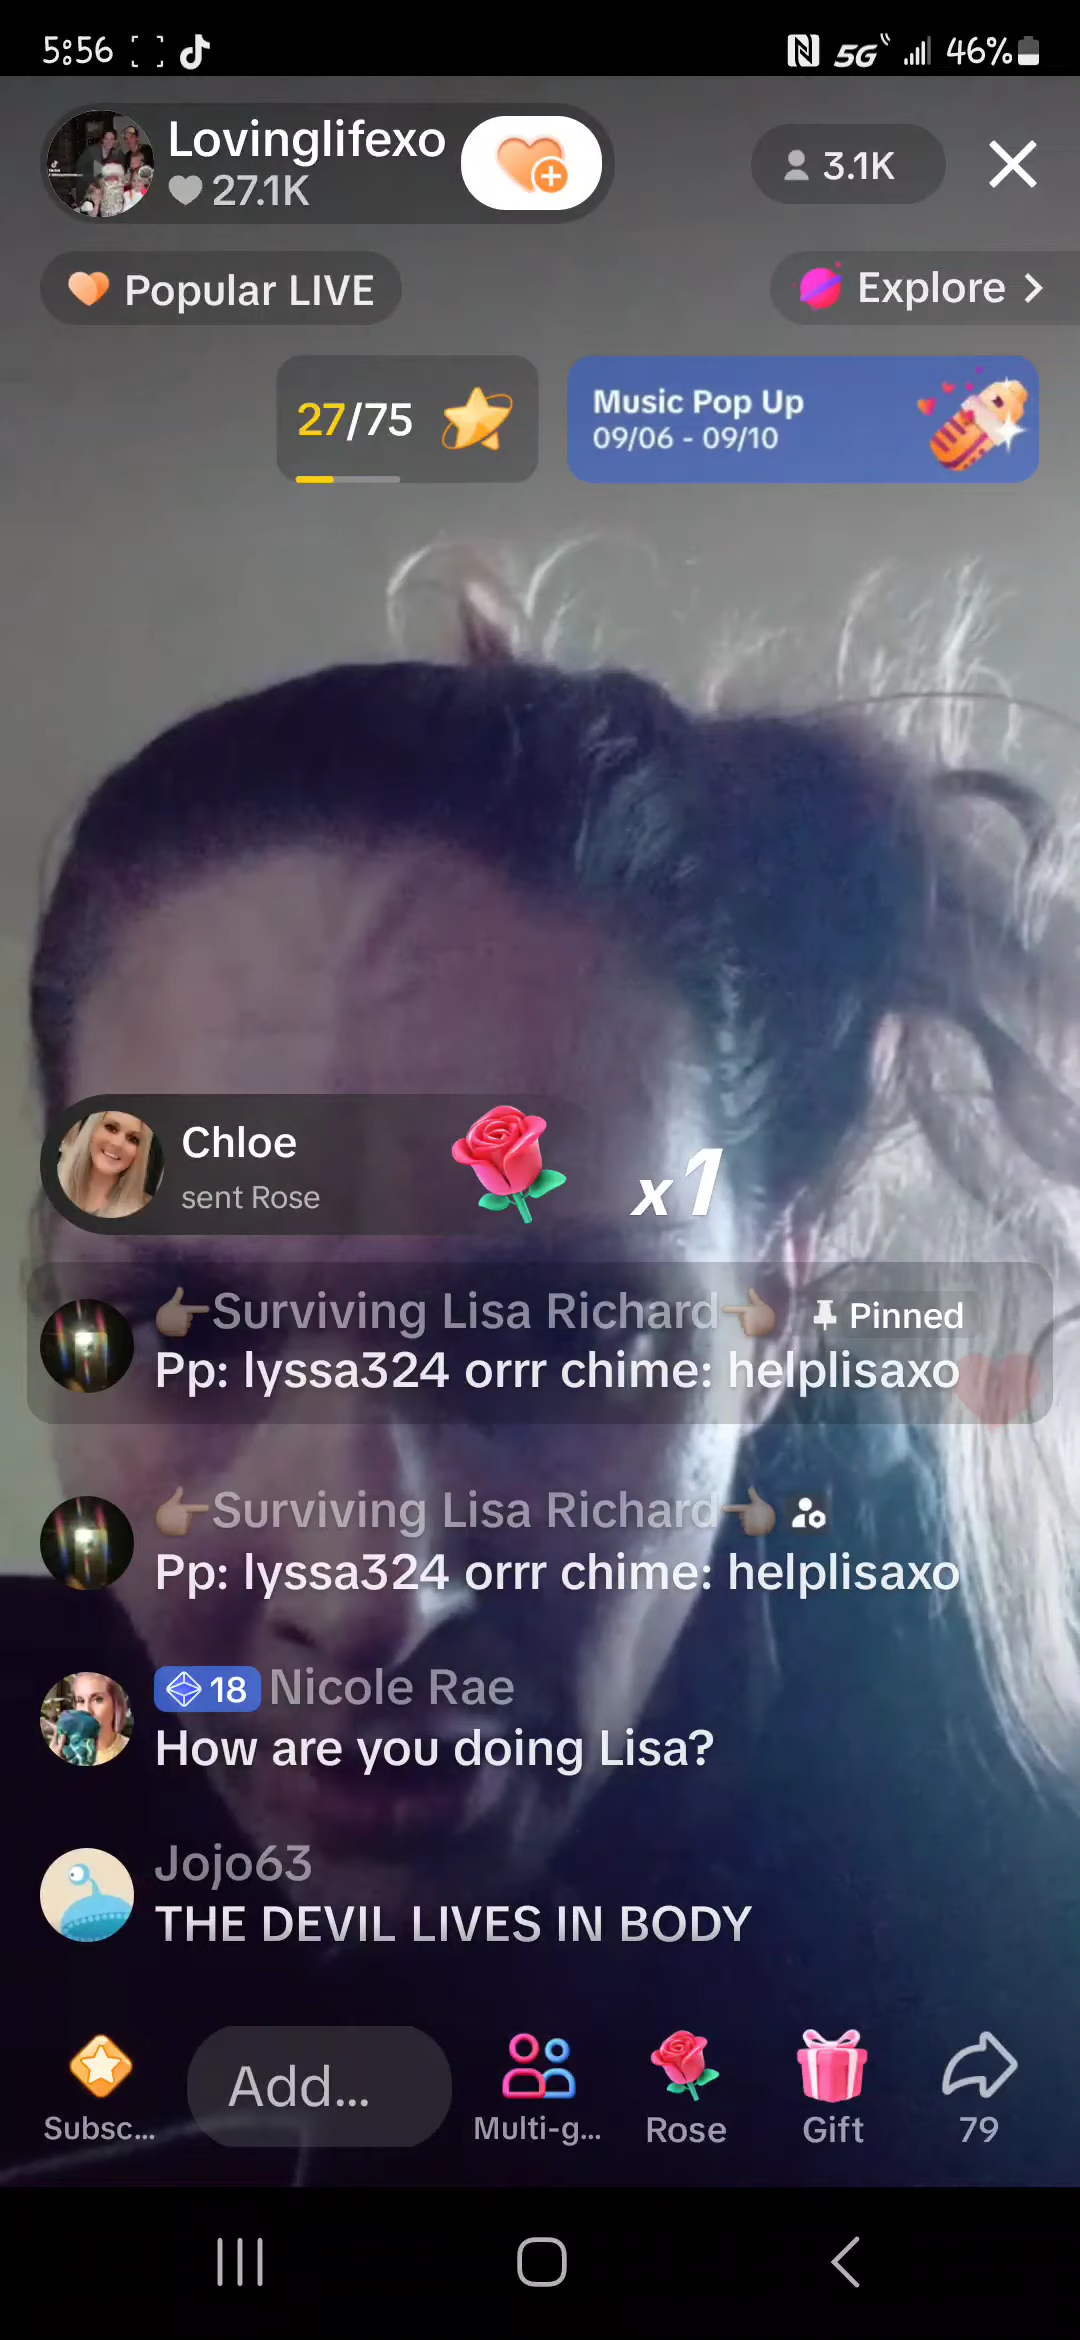 5:56
5G 46%
Lovinglifexo
27.1K
3.1K
Popular LIVE
Explore
27/75
Music Pop Up
09/06 - 09/10
Chloe
sent Rose
x1
👉🏼Surviving Lisa Richard👈🏼 Pinned
Pp: lyssa324 orrr chime: helplisaxo
👉🏼Surviving Lisa Richard👈🏼
Pp: lyssa324 orrr chime: helplisaxo
18 Nicole Rae
How are you doing Lisa?
Jojo63
THE DEVIL LIVES IN BODY
Add...
Subsc...
Multi-g...
Rose
Gift
79